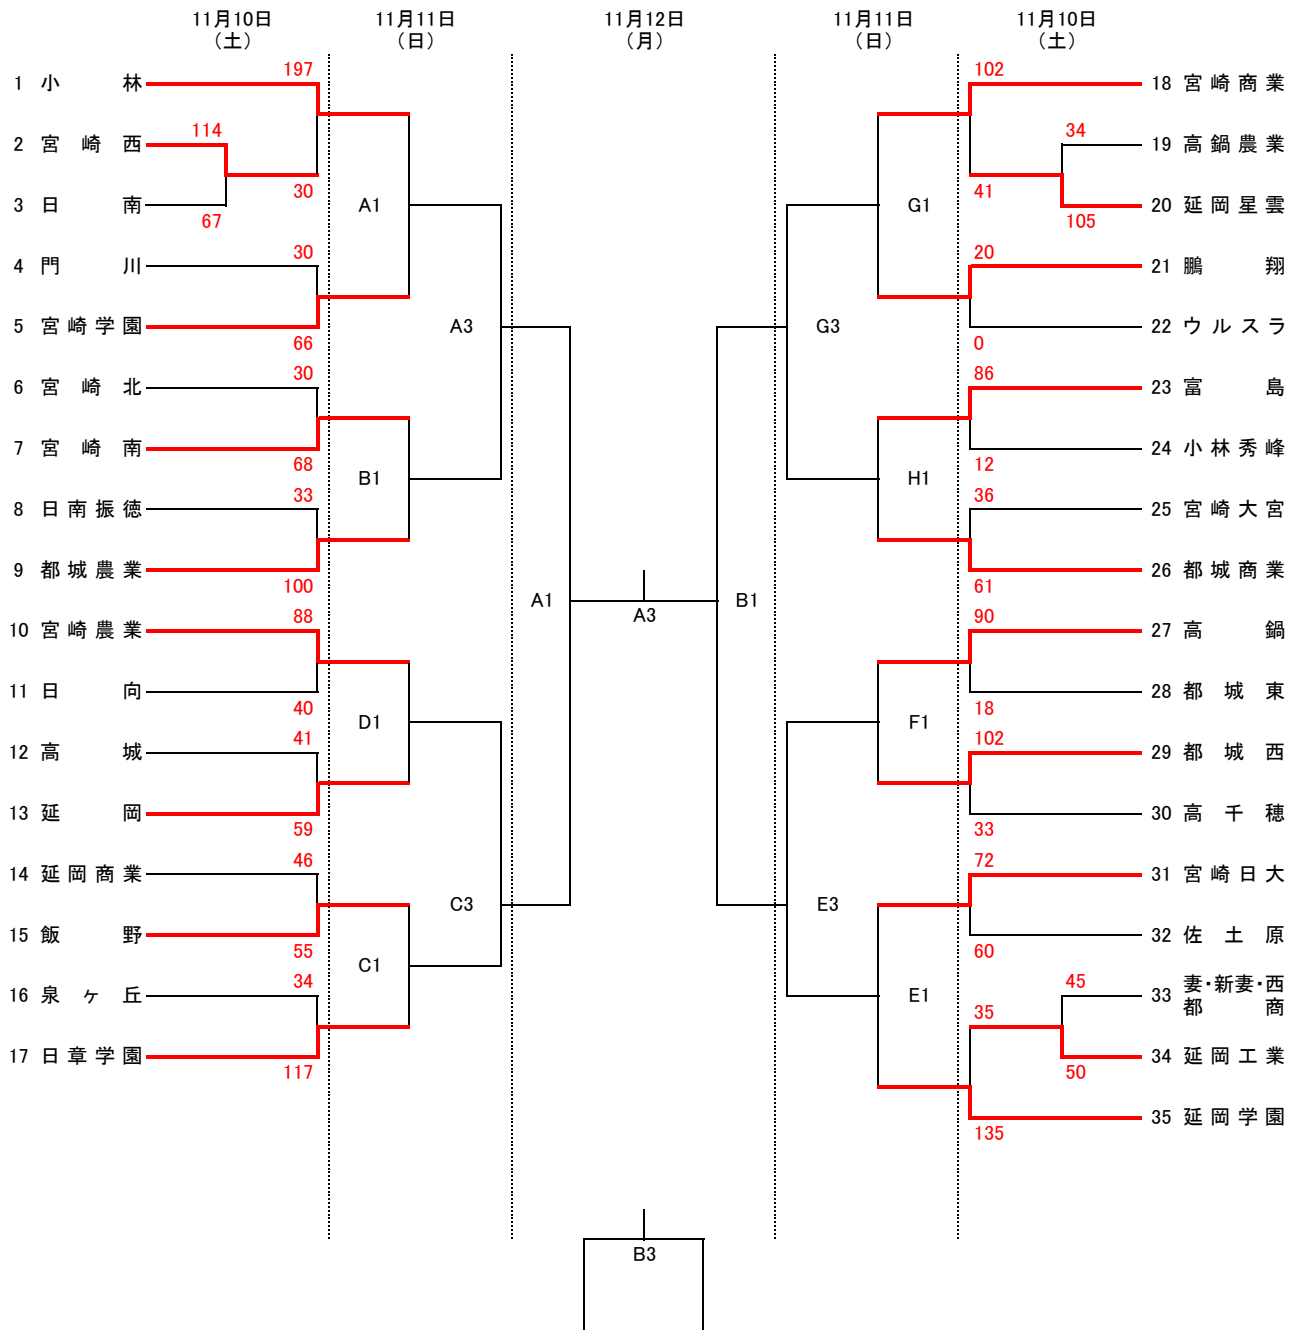 11月10日
（土）
11月11日
（日）
11月12日
（月）
11月11日
（日）
11月10日
（土）
1 小林 197
2 宮崎西 114
30
3 日南 67
4 門川 30
5 宮崎学園 66
6 宮崎北 30
7 宮崎南 68
8 日南振徳 33
9 都城農業 100
10 宮崎農業 88
11 日向 40
12 高城 41
13 延岡 59
14 延岡商業 46
15 飯野 55
16 泉ヶ丘 34
17 日章学園 117
A1
B1
D1
C1
A3
C3
A1
A3
B1
G3
E3
G1
H1
F1
E1
102 18 宮崎商業
34 19 高鍋農業
41
105 20 延岡星雲
20 21 鵬翔
0 22 ウルスラ
86 23 富島
12 24 小林秀峰
36 25 宮崎大宮
61 26 都城商業
90 27 高鍋
18 28 都城東
102 29 都城西
33 30 高千穂
72 31 宮崎日大
60 32 佐土原
45 33 妻・新妻・西
都商
35
50 34 延岡工業
135 35 延岡学園
B3